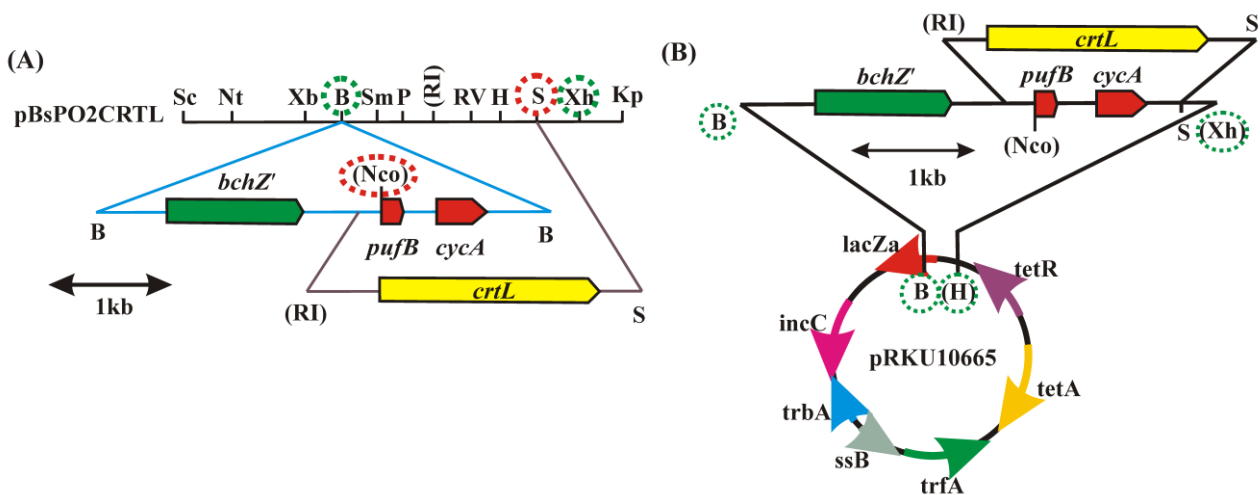 (A)
Sc Nt Xb B Sm P (RI) RV H S Xh Kp
pBsPO2CRTL
(Nco)
bchZ'
B pufB cycA B
1kb
(RI) crtL S
(B)
(RI) S
crtL
bchZ' pufB cycA
B (Nco) S (Xh)
1kb
lacZa tetR
B (H)
incC
pRKU10665
tetA
trbA
ssB
trfA